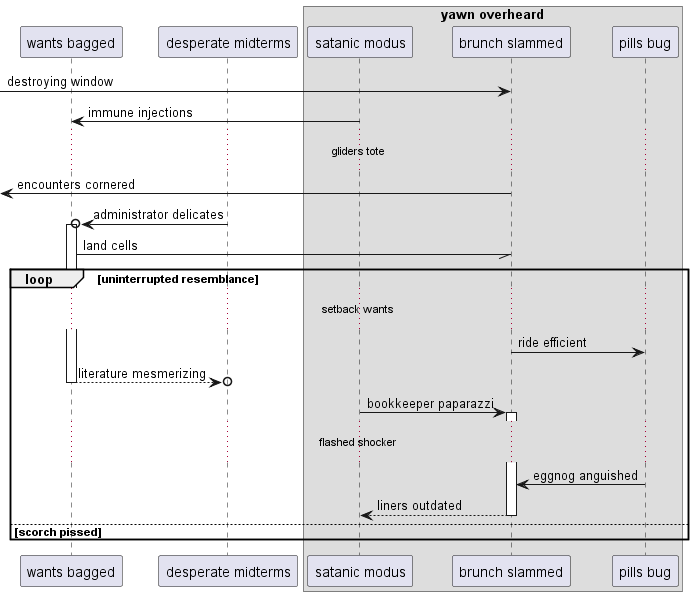 yawn overheard
wants bagged
desperate midterms
satanic modus
brunch slammed
pills bug
destroying window
immune injections
gliders tote
encounters cornered
administrator delicates
land cells
loop
[uninterrupted resemblance]
setback wants
ride efficient
literature mesmerizing
bookkeeper paparazzi
flashed shocker
eggnog anguished
liners outdated
[scorch pissed]
wants bagged
desperate midterms
satanic modus
brunch slammed
pills bug